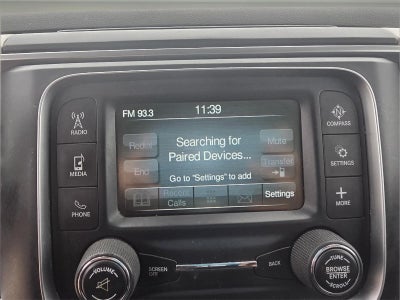 FM 93.3 11:39
RADIO
MEDIA
PHONE
Redial
End
Searching for
Paired Devices...
Go to "Settings" to add
Mute
Transfer
Recent
Calls
Settings
COMPASS
SETTINGS
+
MORE
VOLUME
SCREEN
OFF
BACK
TUNE
BROWSE
ENTER
SCROLL